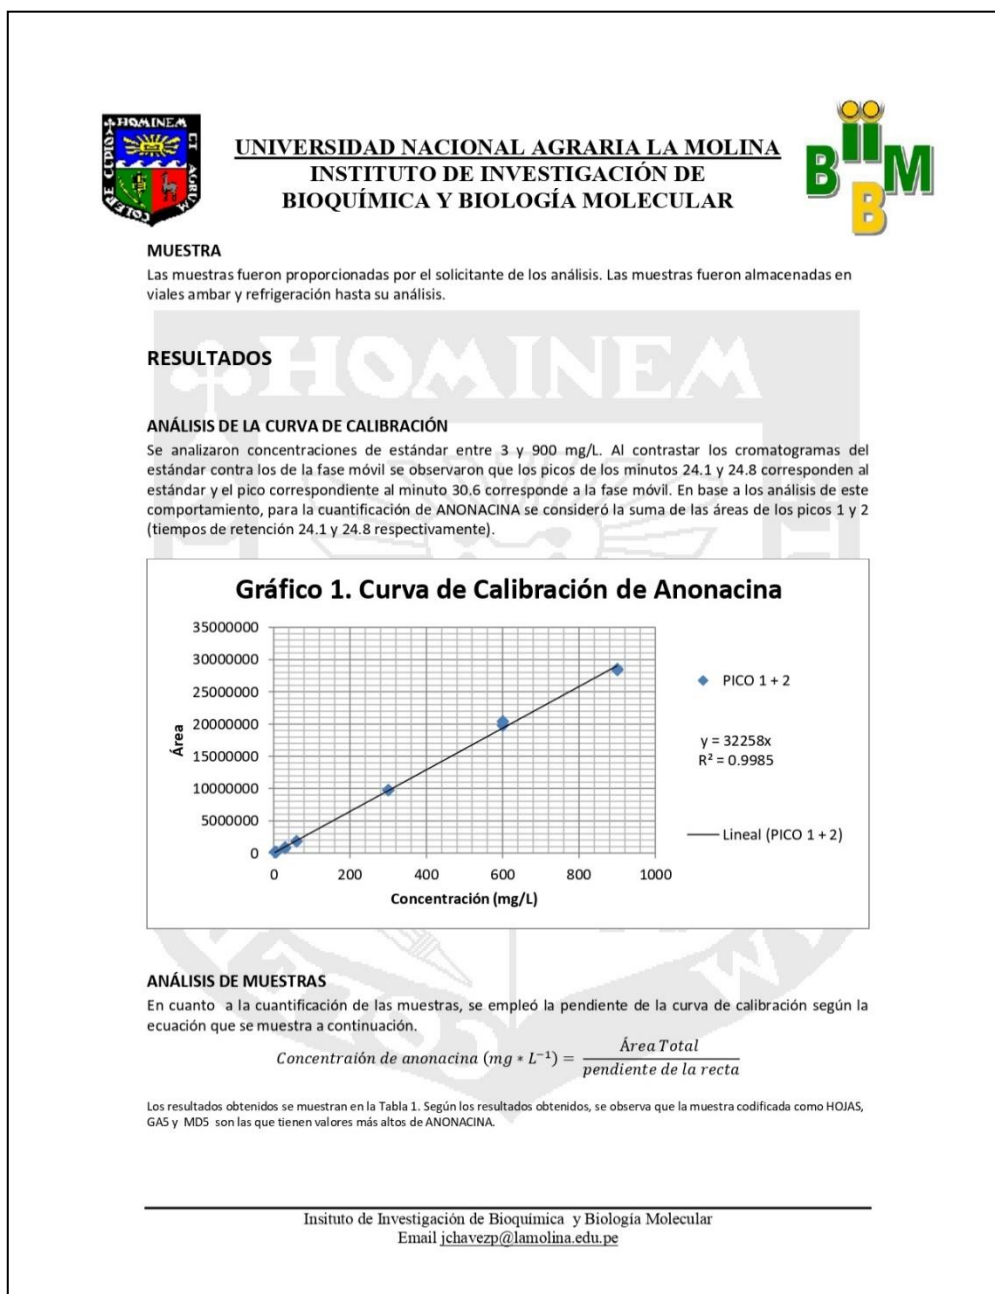 HOMINEM
ET AGRUM
COLERE CUPIO
UNIVERSIDAD NACIONAL AGRARIA LA MOLINA
INSTITUTO DE INVESTIGACIÓN DE
BIOQUÍMICA Y BIOLOGÍA MOLECULAR
B II M
B
MUESTRA
Las muestras fueron proporcionadas por el solicitante de los análisis. Las muestras fueron almacenadas en
viales ambar y refrigeración hasta su análisis.
HOMINEM
RESULTADOS
ANÁLISIS DE LA CURVA DE CALIBRACIÓN
Se analizaron concentraciones de estándar entre 3 y 900 mg/L. Al contrastar los cromatogramas del
estándar contra los de la fase móvil se observaron que los picos de los minutos 24.1 y 24.8 corresponden al
estándar y el pico correspondiente al minuto 30.6 corresponde a la fase móvil. En base a los análisis de este
comportamiento, para la cuantificación de ANONACINA se consideró la suma de las áreas de los picos 1 y 2
(tiempos de retención 24.1 y 24.8 respectivamente).
Gráfico 1. Curva de Calibración de Anonacina
35000000
30000000
25000000
20000000
15000000
10000000
5000000
0
Área
0 200 400 600 800 1000
Concentración (mg/L)
PICO 1 + 2
y = 32258x
R² = 0.9985
Lineal (PICO 1 + 2)
ANÁLISIS DE MUESTRAS
En cuanto a la cuantificación de las muestras, se empleó la pendiente de la curva de calibración según la
ecuación que se muestra a continuación.
Concentraión de anonacina (mg * L⁻¹) = Área Total / pendiente de la recta
Los resultados obtenidos se muestran en la Tabla 1. Según los resultados obtenidos, se observa que la muestra codificada como HOJAS,
GA5 y MD5 son las que tienen valores más altos de ANONACINA.
Insituto de Investigación de Bioquímica y Biología Molecular
Email jchavezp@lamolina.edu.pe